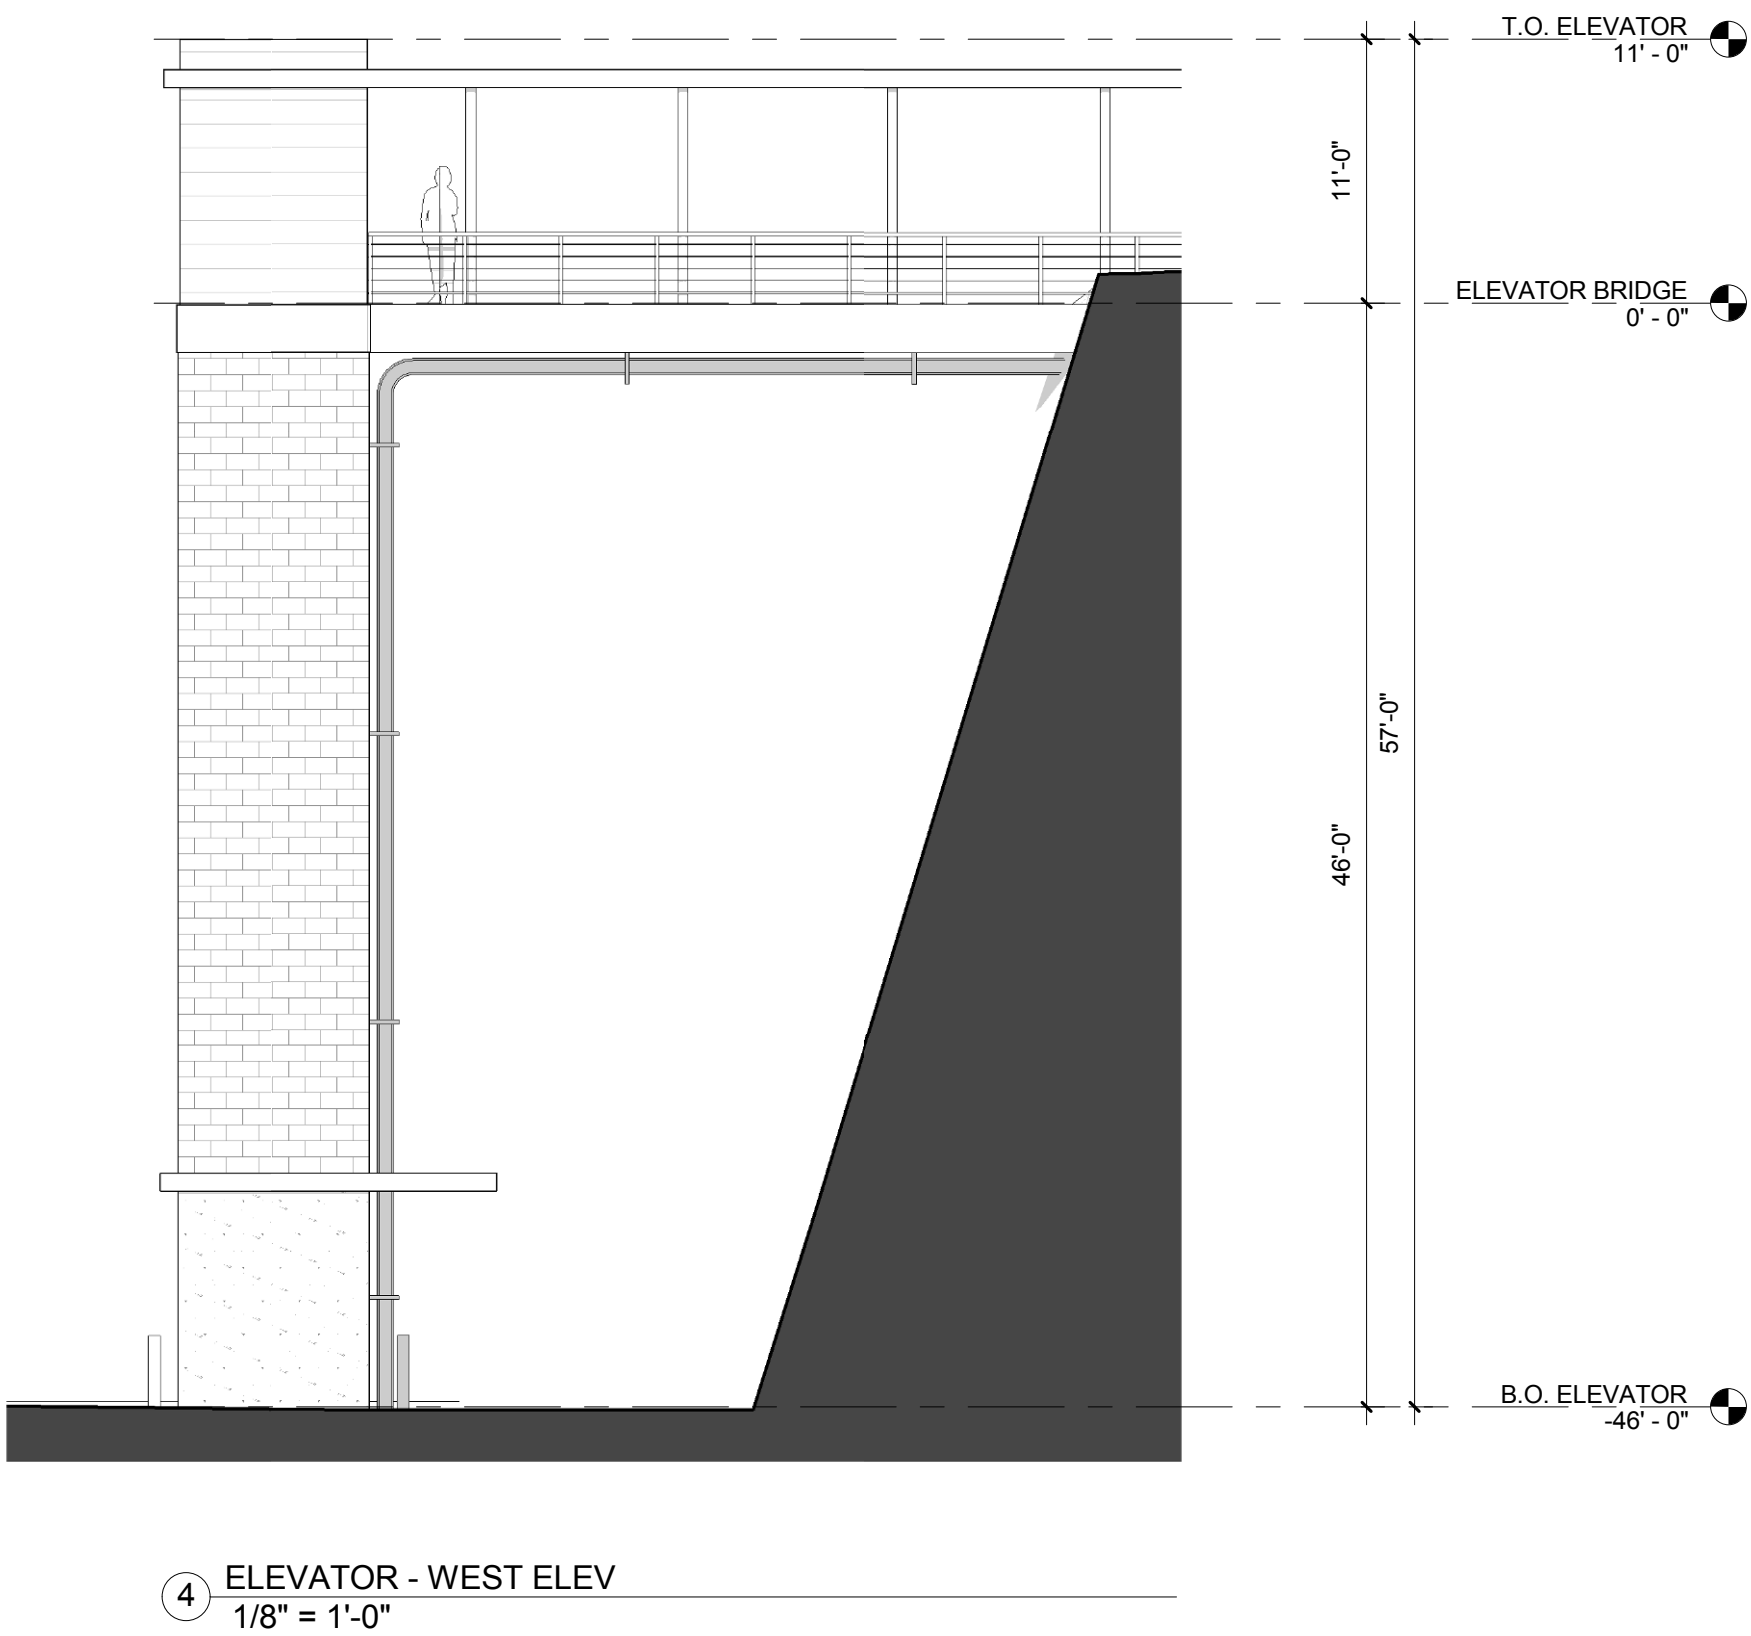 T.O. ELEVATOR
11' - 0"
11'-0"
ELEVATOR BRIDGE
0' - 0"
57'-0"
46'-0"
B.O. ELEVATOR
-46' - 0"
4
ELEVATOR - WEST ELEV
1/8" = 1'-0"